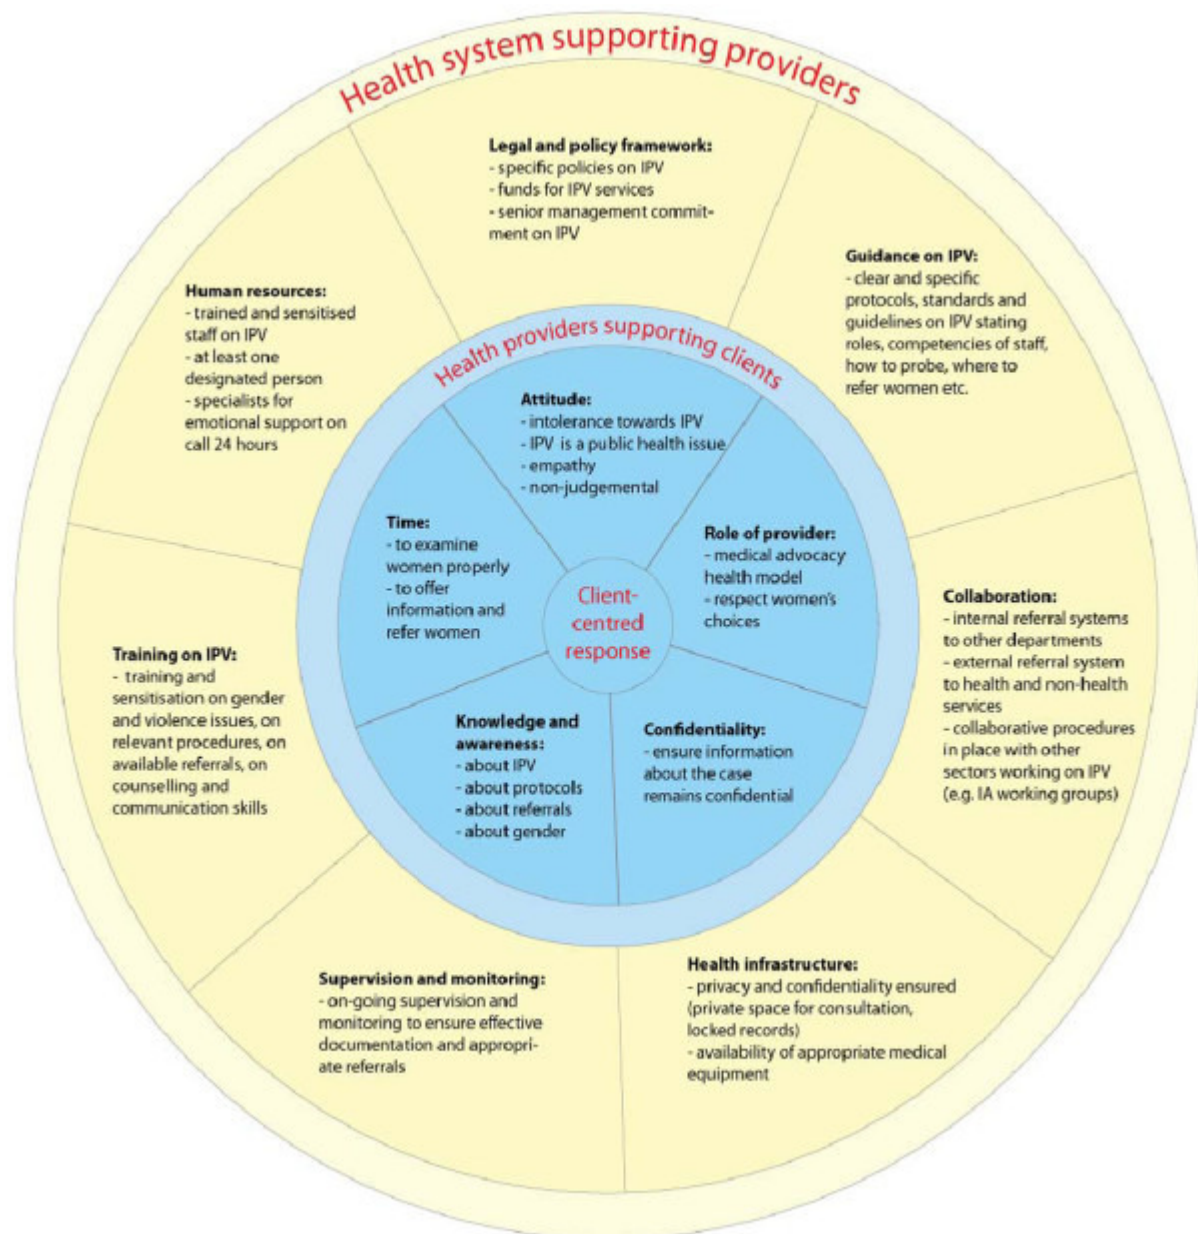 Health system supporting providers
Legal and policy framework:
- specific policies on IPV
- funds for IPV services
- senior management commit-
ment on IPV
Guidance on IPV:
- clear and specific
protocols, standards and
guidelines on IPV stating
roles, competencies of staff,
how to probe, where to
refer women etc.
Collaboration:
- internal referral systems
to other departments
- external referral system
to health and non-health
services
- collaborative procedures
in place with other
sectors working on IPV
(e.g. IA working groups)
Health infrastructure:
- privacy and confidentiality ensured
(private space for consultation,
locked records)
- availability of appropriate medical
equipment
Supervision and monitoring:
- on-going supervision and
monitoring to ensure effective
documentation and appropri-
ate referrals
Training on IPV:
- training and
sensitisation on gender
and violence issues, on
relevant procedures, on
available referrals, on
counselling and
communication skills
Human resources:
- trained and sensitised
staff on IPV
- at least one
designated person
- specialists for
emotional support on
call 24 hours
Health providers supporting clients
Attitude:
- intolerance towards IPV
- IPV is a public health issue
- empathy
- non-judgemental
Role of provider:
- medical advocacy
health model
- respect women's
choices
Confidentiality:
- ensure information
about the case
remains confidential
Knowledge and
awareness:
- about IPV
- about protocols
- about referrals
- about gender
Time:
- to examine
women properly
- to offer
information and
refer women
Client-
centred
response